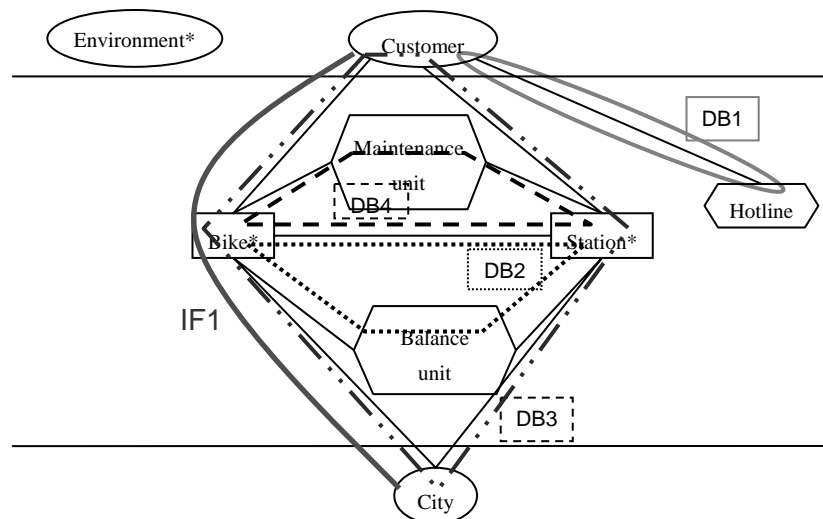 Environment*
Customer
DB1
Maintenance
unit
DB4
Hotline
Bike*
Station*
DB2
IF1
Balance
unit
DB3
City